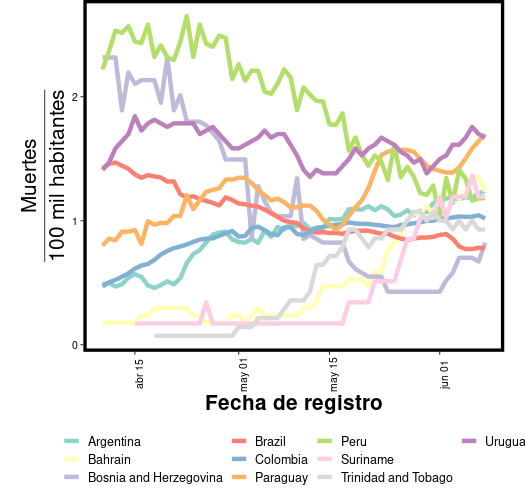 Muertes
100 mil habitantes
2
1
0
abr 15
may 01
may 15
jun 01
Fecha de registro
Argentina Brazil Peru Urugua
Bahrain Colombia Suriname
Bosnia and Herzegovina Paraguay Trinidad and Tobago